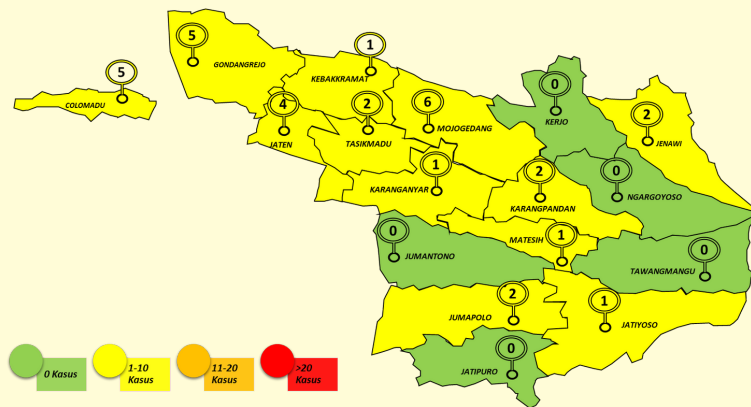 5
GONDANGREJO
1
KEBAKKRAMAT
5
COLOMADU
4
JATEN
2
TASIKMADU
6
MOJOGEDANG
0
KERJO
2
JENAWI
1
KARANGANYAR
2
KARANGPANDAN
0
NGARGOYOSO
0
JUMANTONO
1
MATESIH
0
TAWANGMANGU
2
JUMAPOLO
1
JATIYOSO
0
JATIPURO
0 Kasus
1-10
Kasus
11-20
Kasus
>20
Kasus